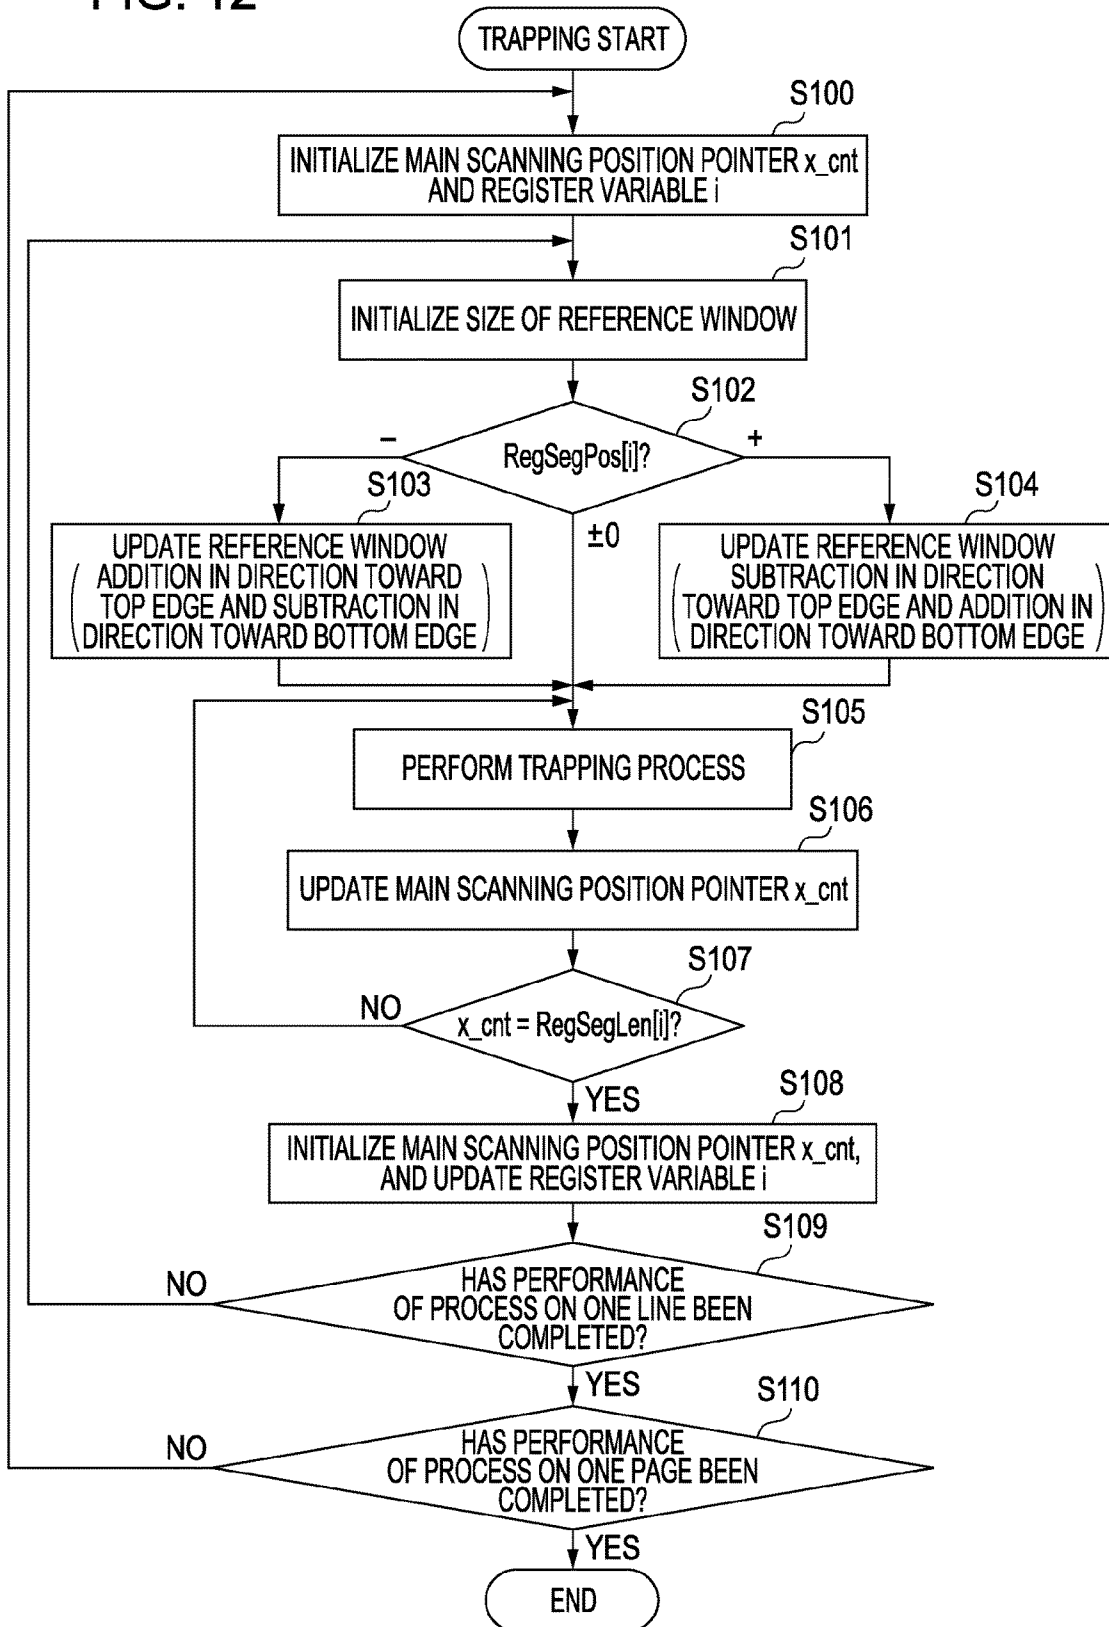 FIG. 12
TRAPPING START
S100
INITIALIZE MAIN SCANNING POSITION POINTER x_cnt
AND REGISTER VARIABLE i
S101
INITIALIZE SIZE OF REFERENCE WINDOW
S102
RegSegPos[i]?
–
+
±0
S103
UPDATE REFERENCE WINDOW
(ADDITION IN DIRECTION TOWARD
TOP EDGE AND SUBTRACTION IN
DIRECTION TOWARD BOTTOM EDGE)
S104
UPDATE REFERENCE WINDOW
(SUBTRACTION IN DIRECTION
TOWARD TOP EDGE AND ADDITION IN
DIRECTION TOWARD BOTTOM EDGE)
S105
PERFORM TRAPPING PROCESS
S106
UPDATE MAIN SCANNING POSITION POINTER x_cnt
S107
NO
x_cnt = RegSegLen[i]?
YES
S108
INITIALIZE MAIN SCANNING POSITION POINTER x_cnt,
AND UPDATE REGISTER VARIABLE i
S109
NO
HAS PERFORMANCE
OF PROCESS ON ONE LINE BEEN
COMPLETED?
YES
S110
NO
HAS PERFORMANCE
OF PROCESS ON ONE PAGE BEEN
COMPLETED?
YES
END